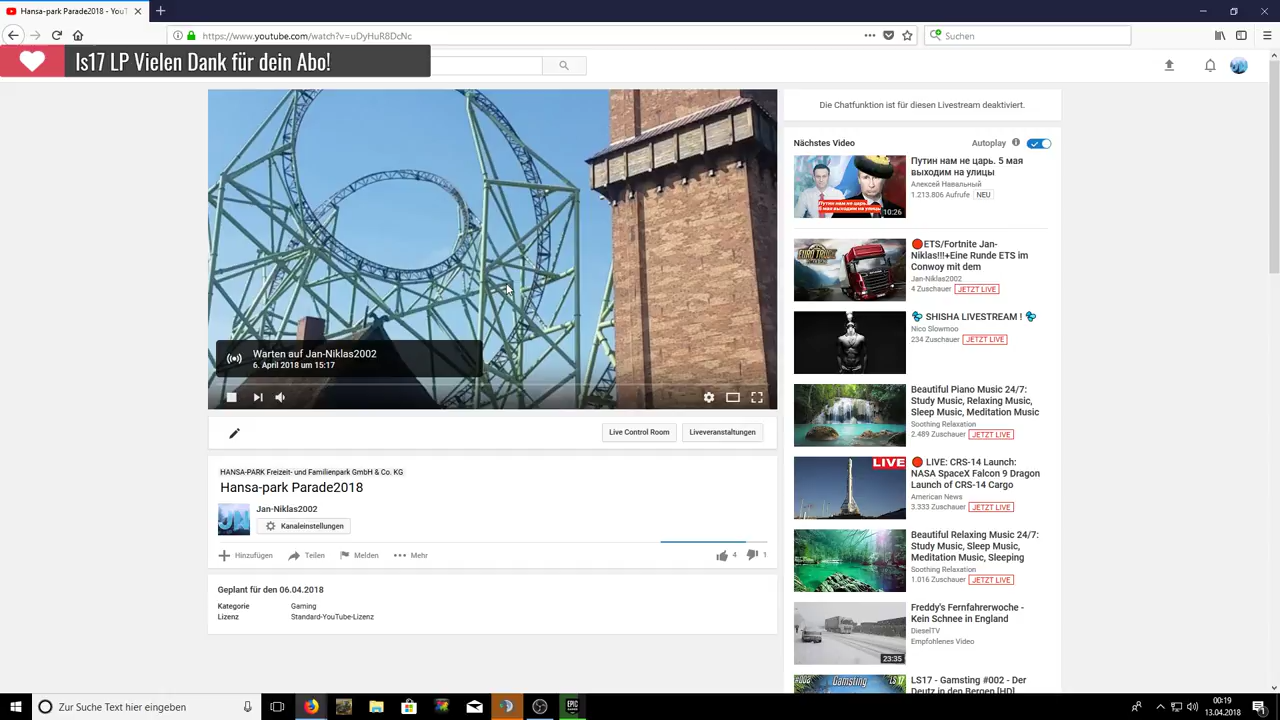 Hansa-park Parade2018 - YouT
https://www.youtube.com/watch?v=uDyHuR8DcNc
Suchen
ls17 LP Vielen Dank für dein Abo!
Warten auf Jan-Niklas2002
6. April 2018 um 15:17
Live Control Room
Liveveranstaltungen
HANSA-PARK Freizeit- und Familienpark GmbH & Co. KG
Hansa-park Parade2018
Jan-Niklas2002
Kanaleinstellungen
Hinzufügen Teilen Melden Mehr 4 1
Geplant für den 06.04.2018
Kategorie Gaming
Lizenz Standard-YouTube-Lizenz
Die Chatfunktion ist für diesen Livestream deaktiviert.
Nächstes Video Autoplay
10:26
Путин нам не царь. 5 мая
выходим на улицы
Алексей Навальный
1.213.806 Aufrufe NEU
EURO TRUCK
ETS/Fortnite Jan-
Niklas!!!+Eine Runde ETS im
Conwoy mit dem
Jan-Niklas2002
4 Zuschauer JETZT LIVE
SHISHA LIVESTREAM !
Nico Slowmoo
234 Zuschauer JETZT LIVE
Beautiful Piano Music 24/7:
Study Music, Relaxing Music,
Sleep Music, Meditation Music
Soothing Relaxation
2.489 Zuschauer JETZT LIVE
LIVE
LIVE: CRS-14 Launch:
NASA SpaceX Falcon 9 Dragon
Launch of CRS-14 Cargo
American News
3.333 Zuschauer JETZT LIVE
Beautiful Relaxing Music 24/7:
Study Music, Sleep Music,
Meditation Music, Sleeping
Soothing Relaxation
1.016 Zuschauer JETZT LIVE
23:35
Freddy's Fernfahrerwoche -
Kein Schnee in England
DieselTV
Empfohlenes Video
#002 Gamsting LS17
LS17 - Gamsting #002 - Der
Deutz in den Bergen [HD]
Zur Suche Text hier eingeben
EPIC
00:19
13.04.2018